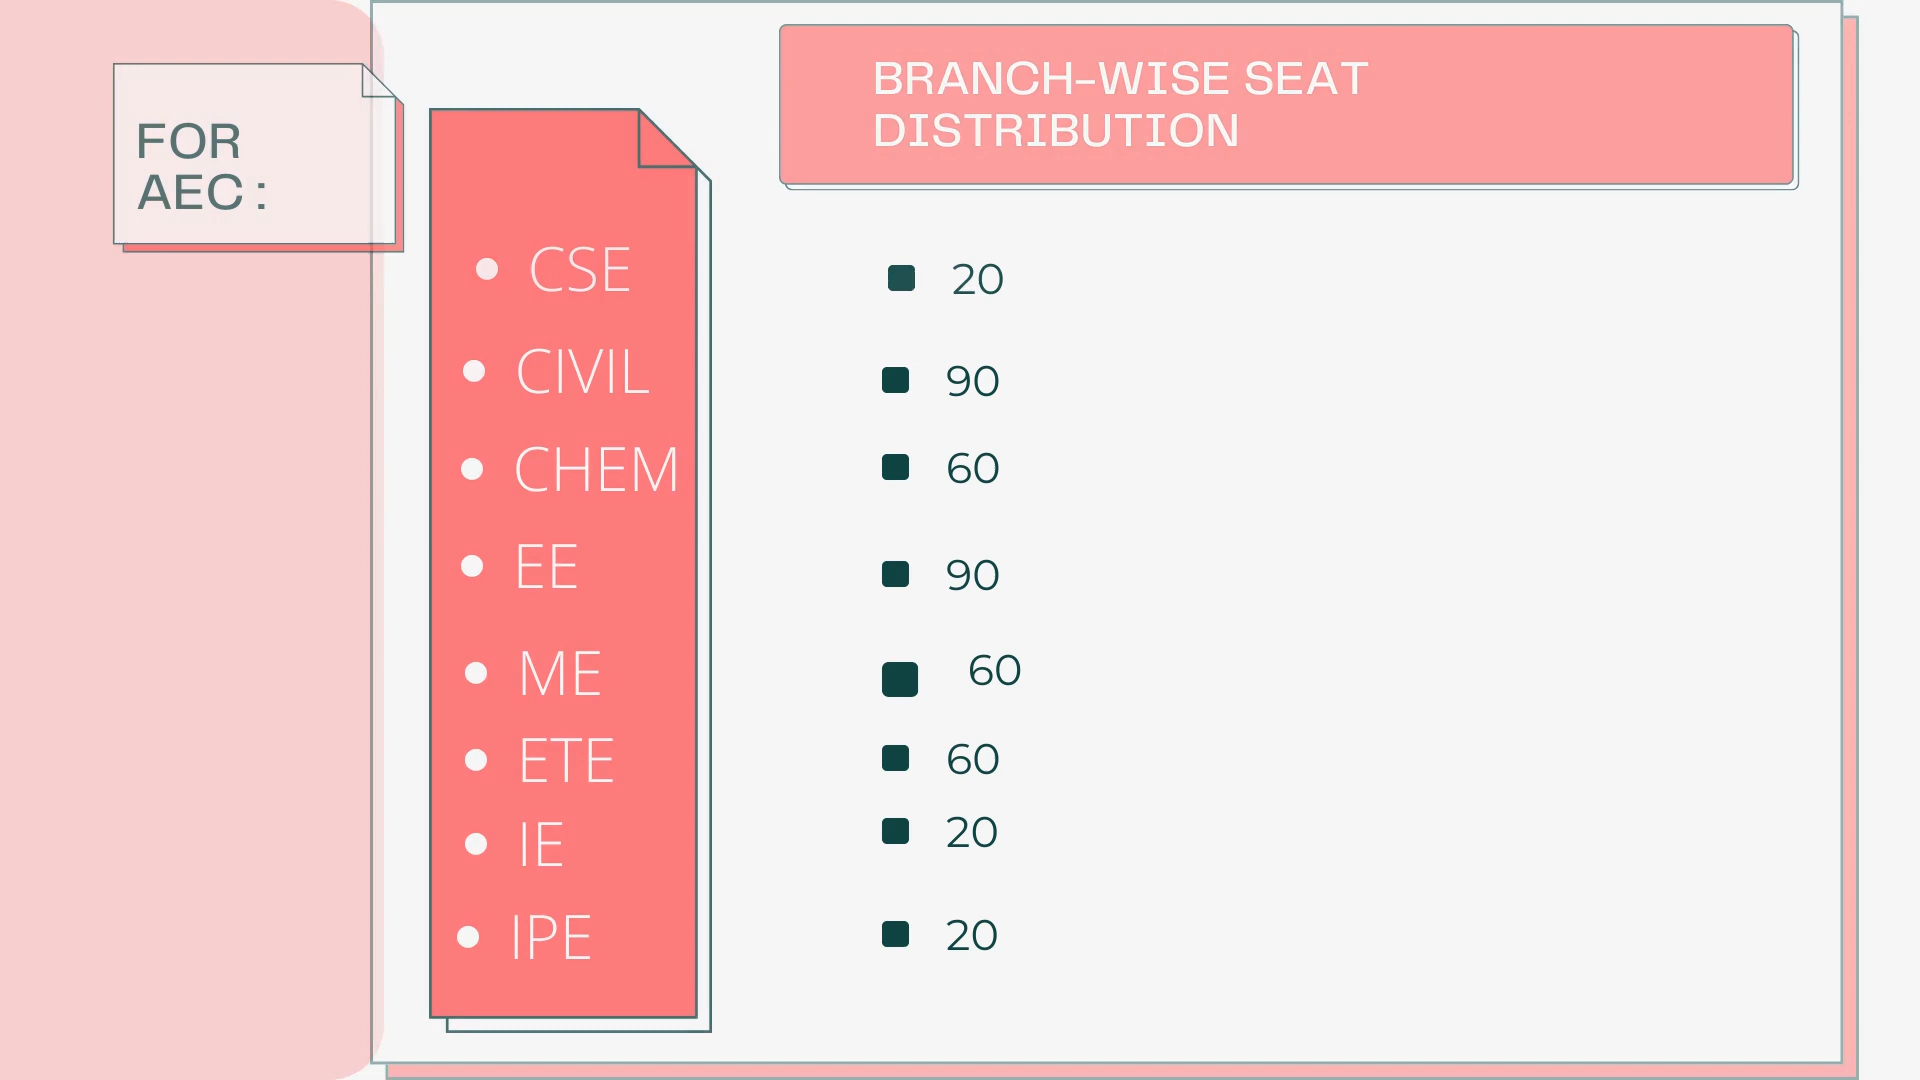 FOR
AEC :
BRANCH-WISE SEAT
DISTRIBUTION
CSE 20
CIVIL 90
CHEM 60
EE 90
ME 60
ETE 60
IE 20
IPE 20